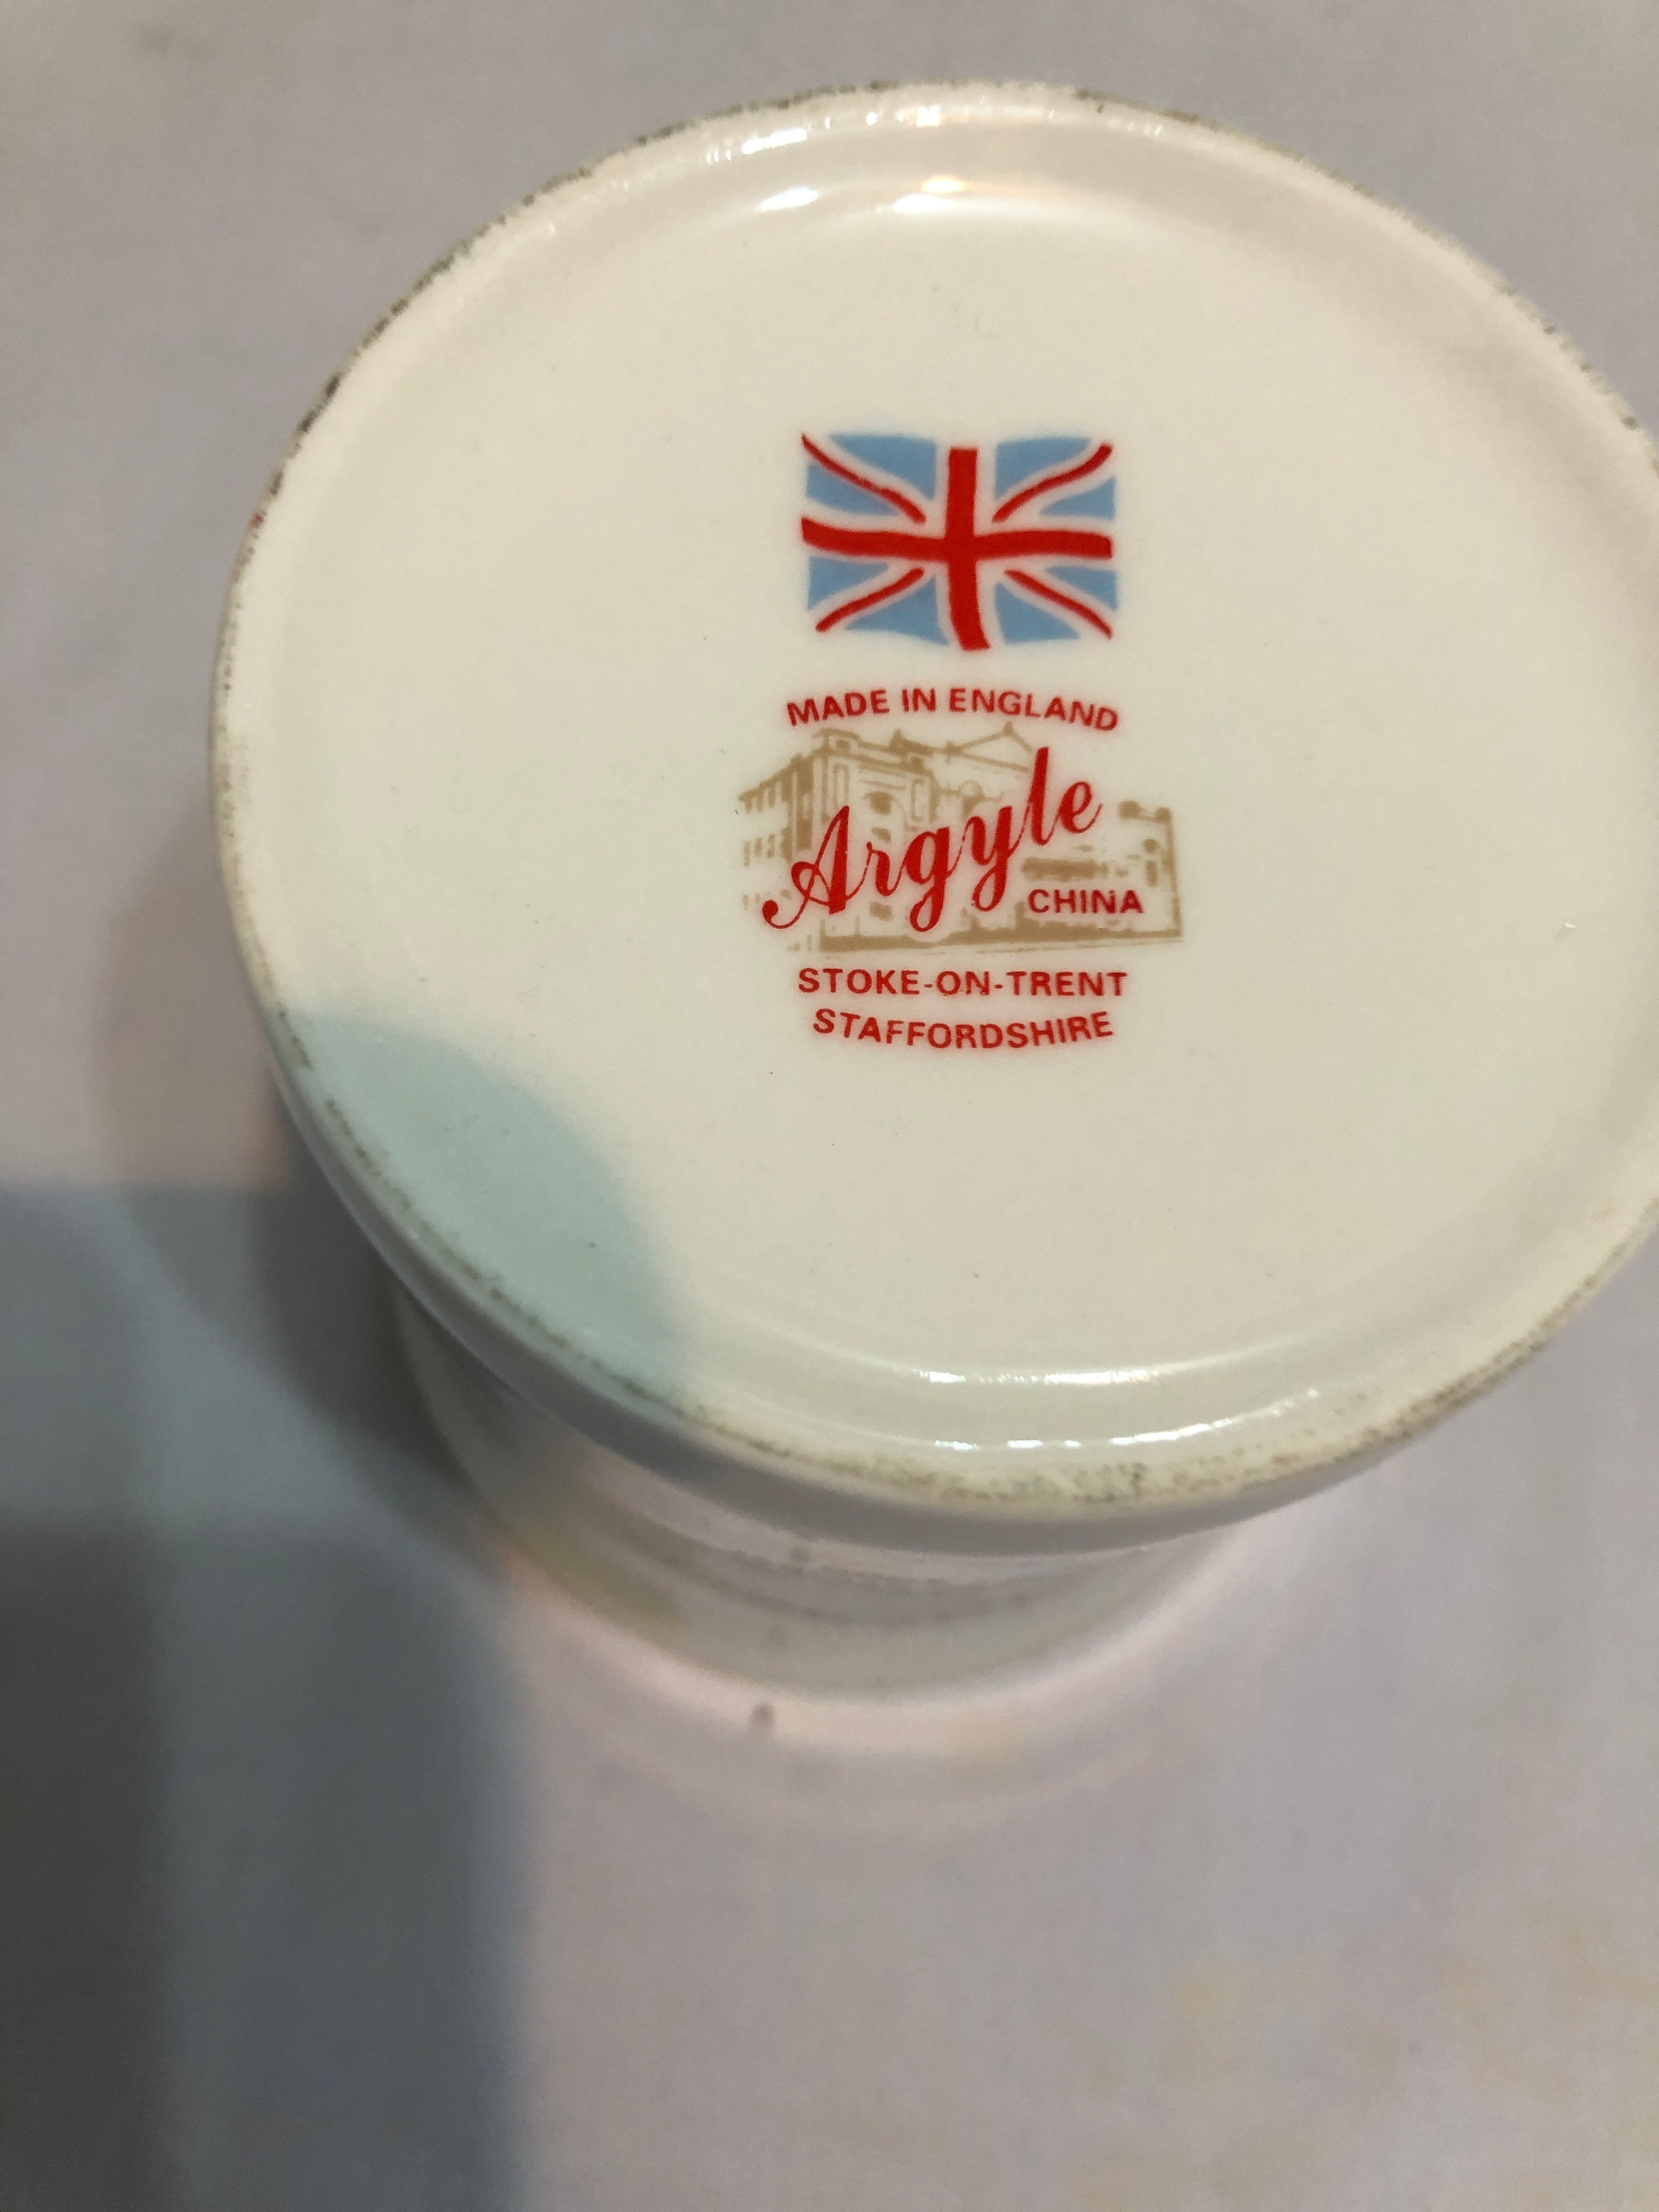 MADE IN ENGLAND
Argyle
CHINA
STOKE-ON-TRENT
STAFFORDSHIRE